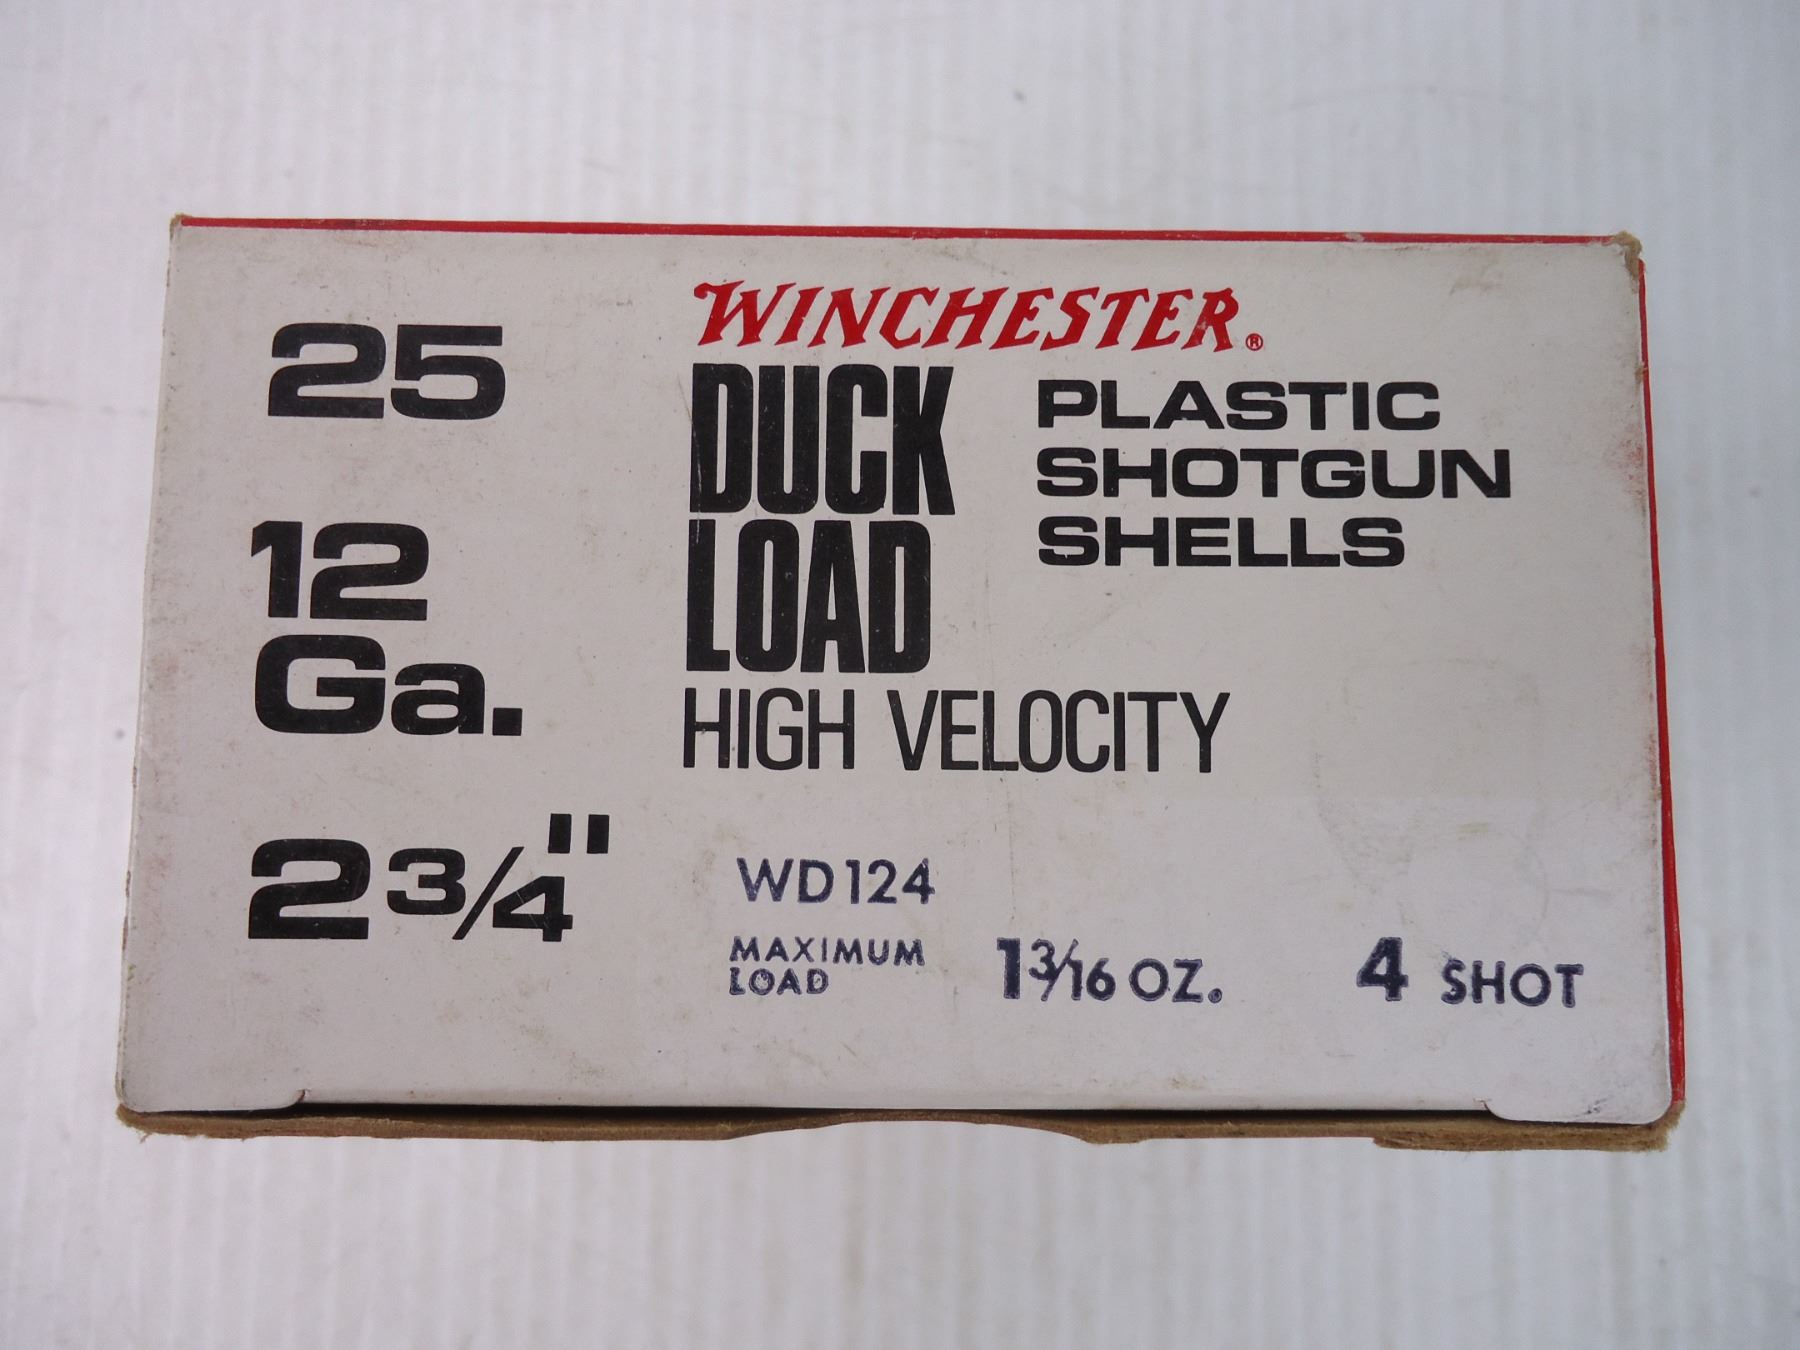 25
12
Ga.
2 3/4"
WINCHESTER®
DUCK
LOAD
HIGH VELOCITY
PLASTIC
SHOTGUN
SHELLS
WD124
MAXIMUM
LOAD
1 3/16 OZ.
4 SHOT